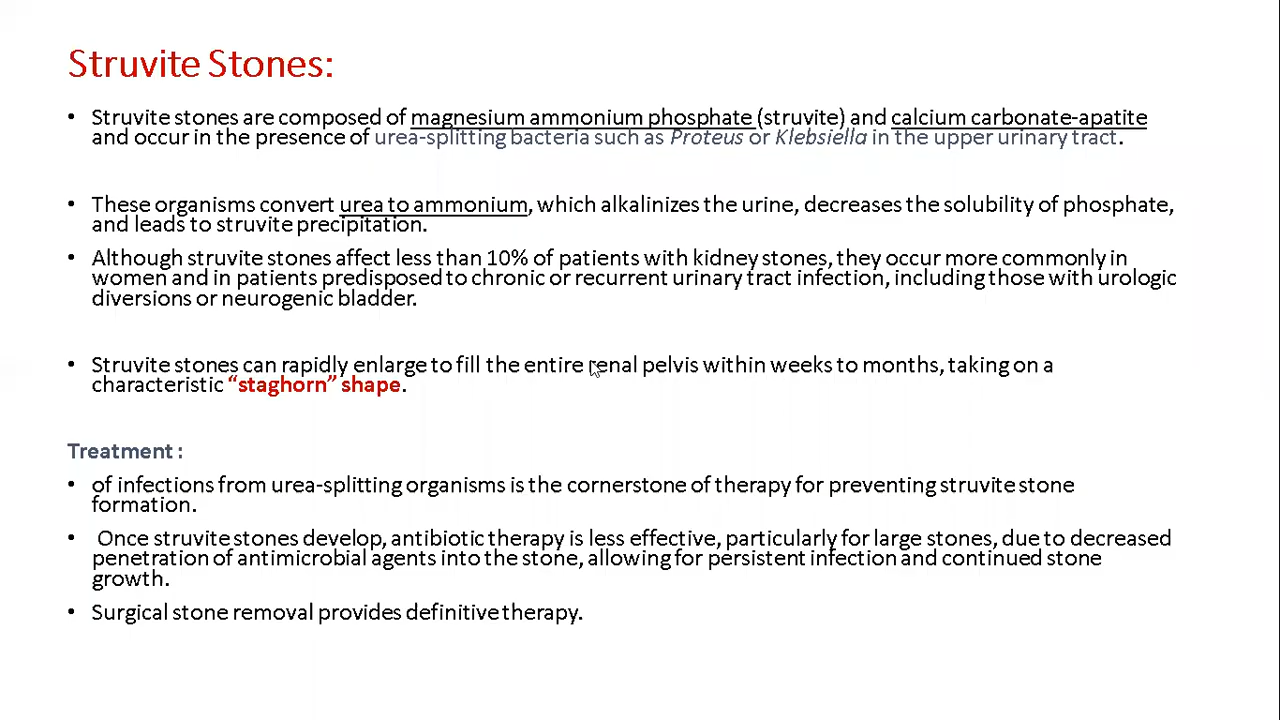 Struvite Stones:
• Struvite stones are composed of magnesium ammonium phosphate (struvite) and calcium carbonate-apatite
and occur in the presence of urea-splitting bacteria such as Proteus or Klebsiella in the upper urinary tract.
• These organisms convert urea to ammonium, which alkalinizes the urine, decreases the solubility of phosphate,
and leads to struvite precipitation.
• Although struvite stones affect less than 10% of patients with kidney stones, they occur more commonly in
women and in patients predisposed to chronic or recurrent urinary tract infection, including those with urologic
diversions or neurogenic bladder.
• Struvite stones can rapidly enlarge to fill the entire renal pelvis within weeks to months, taking on a
characteristic “staghorn” shape.
Treatment :
• of infections from urea-splitting organisms is the cornerstone of therapy for preventing struvite stone
formation.
• Once struvite stones develop, antibiotic therapy is less effective, particularly for large stones, due to decreased
penetration of antimicrobial agents into the stone, allowing for persistent infection and continued stone
growth.
• Surgical stone removal provides definitive therapy.